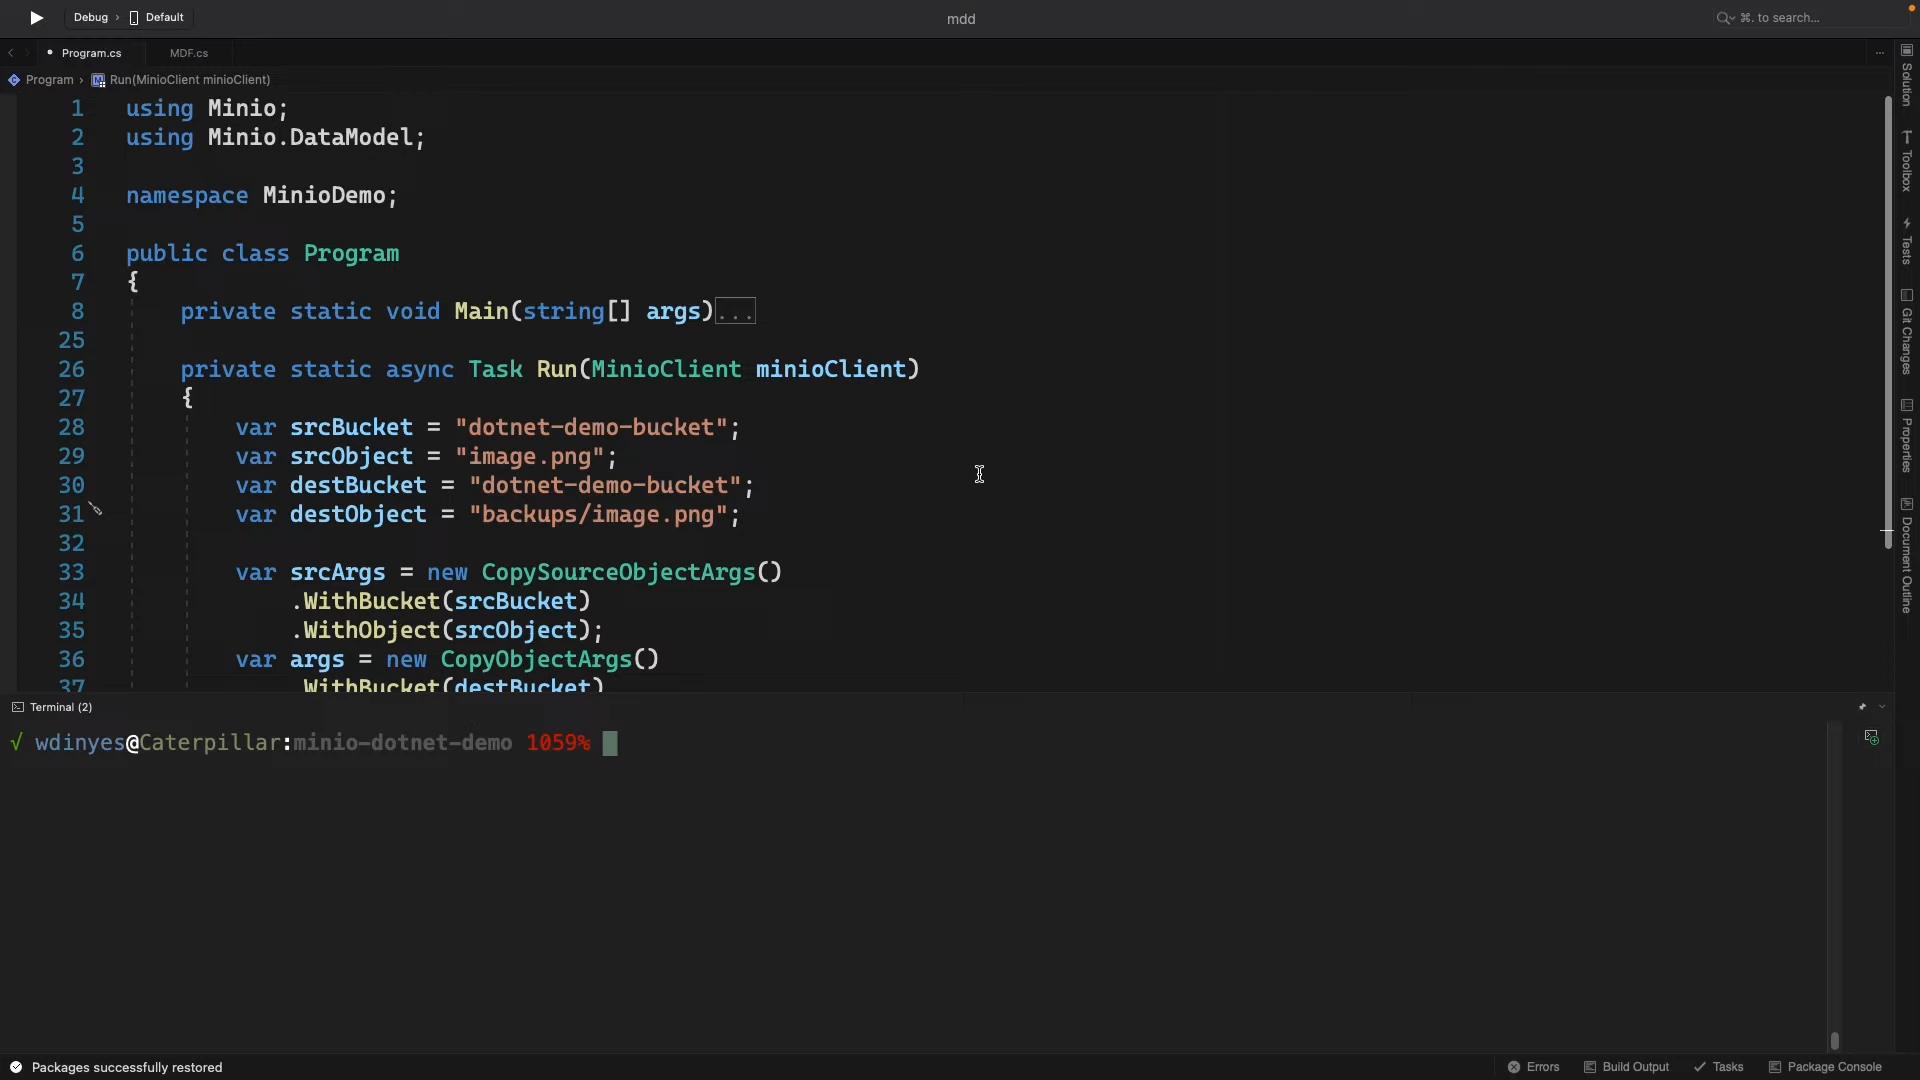 Debug › Default
mdd
⌘. to search...
Program.cs
MDF.cs
...
Program › Run(MinioClient minioClient)
1 using Minio;
2 using Minio.DataModel;
3
4 namespace MinioDemo;
5
6 public class Program
7 {
8 private static void Main(string[] args)...
25
26 private static async Task Run(MinioClient minioClient)
27 {
28 var srcBucket = "dotnet-demo-bucket";
29 var srcObject = "image.png";
30 var destBucket = "dotnet-demo-bucket";
31 var destObject = "backups/image.png";
32
33 var srcArgs = new CopySourceObjectArgs()
34 .WithBucket(srcBucket)
35 .WithObject(srcObject);
36 var args = new CopyObjectArgs()
37 .WithBucket(destBucket)
Solution
Toolbox
Tests
Git Changes
Properties
Document Outline
Terminal (2)
√ wdinyes@Caterpillar:minio-dotnet-demo 1059%
Packages successfully restored
Errors
Build Output
Tasks
Package Console